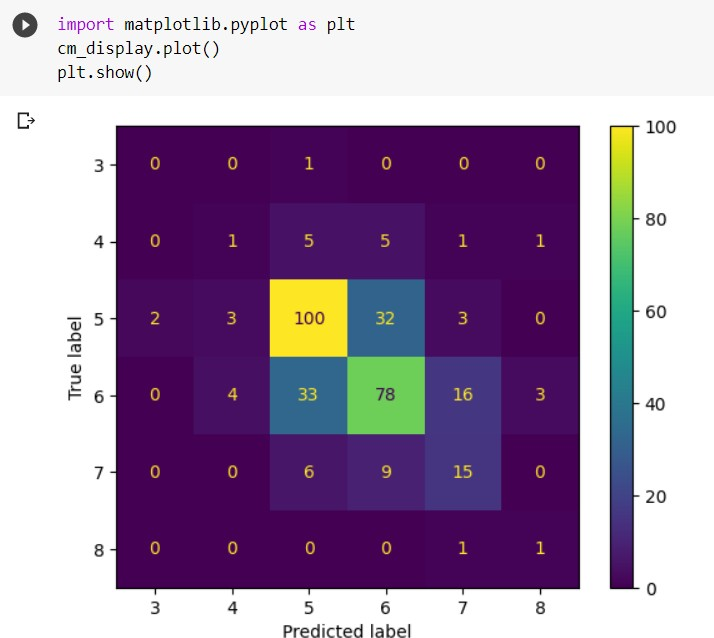 import matplotlib.pyplot as plt
cm_display.plot()
plt.show()
100
3 0 0 1 0 0 0
80
4 0 1 5 5 1 1
5 2 3 100 32 3 0
60
True label
6 0 4 33 78 16 3
40
7 0 0 6 9 15 0
20
8 0 0 0 0 1 1
0
3 4 5 6 7 8
Predicted label